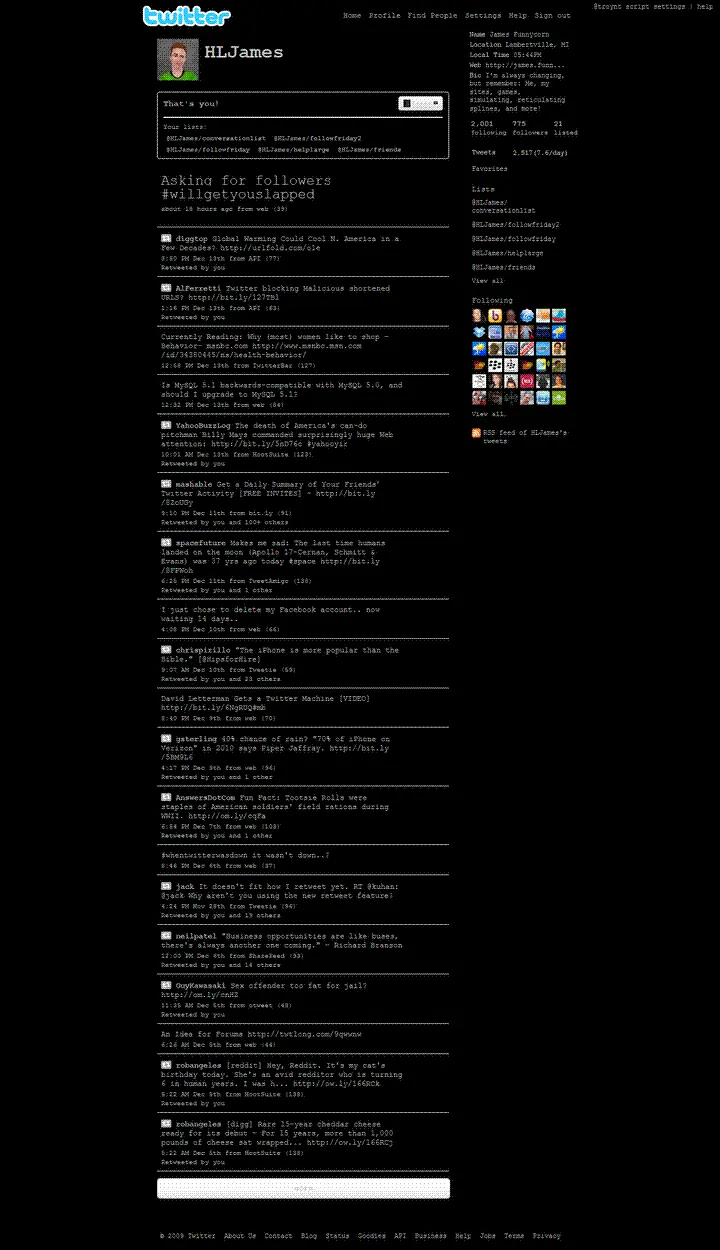 @troynt script settings | help
twitter
Home Profile Find People Settings Help Sign out
HLJames
That's you!
Your lists:
@HLJames/conversationlist @HLJames/followfriday2
@HLJames/followfriday @HLJames/helplarge @HLJames/friends
Asking for followers
#willgetyouslapped
about 18 hours ago from web (39)
diggtop Global Warming Could Cool N. America in a
Few Decades? http://urlfold.com/ole
PM Dec 13th from API (77)
Retweeted by you
AlFerretti Twitter blocking Malicious shortened
URLS? http://bit.ly/127TBl
1:16 PM Dec 13th from API (63)
Retweeted by you
Currently Reading: Why (most) women like to shop -
Behavior- msnbc.com http://www.msnbc.msn.com
/id/34380445/ns/health-behavior/
12:58 PM Dec 13th from TwitterBar (127)
Is MySQL 5.1 backwards-compatible with MySQL 5.0, and
should I upgrade to MySQL 5.1?
12:32 PM Dec 13th from web (84)
YahooBuzzLog The death of America's can-do
pitchman Billy Mays commanded surprisingly huge Web
attention: http://bit.ly/5nD76c #yahooyir
10:01 AM Dec 13th from HootSuite (123)
Retweeted by you
mashable Get a Daily Summary of Your Friends'
Twitter Activity [FREE INVITES] - http://bit.ly
9:10 PM Dec 11th from bit.ly (91)
Retweeted by you and 100+ others
spacefuture Makes me sad: The last time humans
landed on the moon (Apollo 17-Cernan, Schmitt &
Evans) was 37 yrs ago today #space http://bit.ly
/8FPWoh
6:25 PM Dec 11th from TweetAmigo (138)
Retweeted by you and 1 other
I just chose to delete my Facebook account.. now
waiting 14 days..
4:08 PM Dec 10th from web (66)
chrispirillo "The iPhone is more popular than the
Bible." [@HipsforHire]
9:07 AM Dec 10th from Tweetie (59)
Retweeted by you and 23 others
David Letterman Gets a Twitter Machine [VIDEO]
http://bit.ly/6NgRUQ#mb
8:40 PM Dec 9th from web (70)
gsterling 40% chance of rain? "70% of iPhone on
Verizon" in 2010 says Piper Jaffray. http://bit.ly
/5BM9L6
4:17 PM Dec 9th from web (96)
Retweeted by you and 1 other
AnswersDotCom Fun Fact: Tootsie Rolls were
staples of American soldiers' field rations during
WWII. http://om.ly/cqFa
6:54 PM Dec 7th from web (103)
Retweeted by you and 1 other
#whentwitterwasdown it wasn't down..?
8:46 PM Dec 6th from web (37)
jack It doesn't fit how I retweet yet. RT @kuhan:
@jack Why aren't you using the new retweet feature?
4:24 PM Nov 28th from Tweetie (96)
Retweeted by you and 19 others
neilpatel "Business opportunities are like buses,
there's always another one coming." - Richard Branson
12:00 PM Dec 6th from ShareFeed (93)
Retweeted by you and 14 others
GuyKawasaki Sex offender too fat for jail?
http://om.ly/cnHZ
11:35 AM Dec 5th from otweet (48)
Retweeted by you
An Idea for Forums http://twtlong.com/9qwwnw
6:26 AM Dec 5th from web (44)
robangeles [reddit] Hey, Reddit. It's my cat's
birthday today. She's an avid redditor who is turning
6 in human years. I was h... http://ow.ly/166RCk
5:22 AM Dec 5th from HootSuite (138)
Retweeted by you
robangeles [digg] Rare 15-year cheddar cheese
ready for its debut - For 15 years, more than 1,000
pounds of cheese sat wrapped... http://ow.ly/166RCj
5:22 AM Dec 5th from HootSuite (138)
Retweeted by you
more
Name James Funnycorn
Location Lambertville, MI
Local Time 05:44PM
Web http://james.funn...
Bio I'm always changing,
but remember: Me, my
sites, games,
simulating, reticulating
splines, and more!
2,001 775 21
following followers listed
Tweets 2,517(7.6/day)
Favorites
Lists
@HLJames/
conversationlist
@HLJames/followfriday2
@HLJames/followfriday
@HLJames/helplarge
@HLJames/friends
View all
Following
View all…
RSS feed of HLJames's
tweets
© 2009 Twitter About Us Contact Blog Status Goodies API Business Help Jobs Terms Privacy